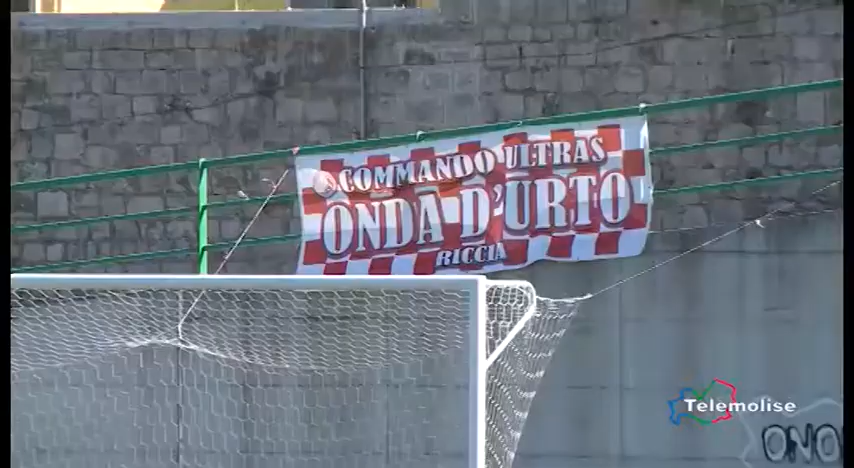 COMMANDO ULTRAS
ONDA D'URTO
RICCIA
Telemolise